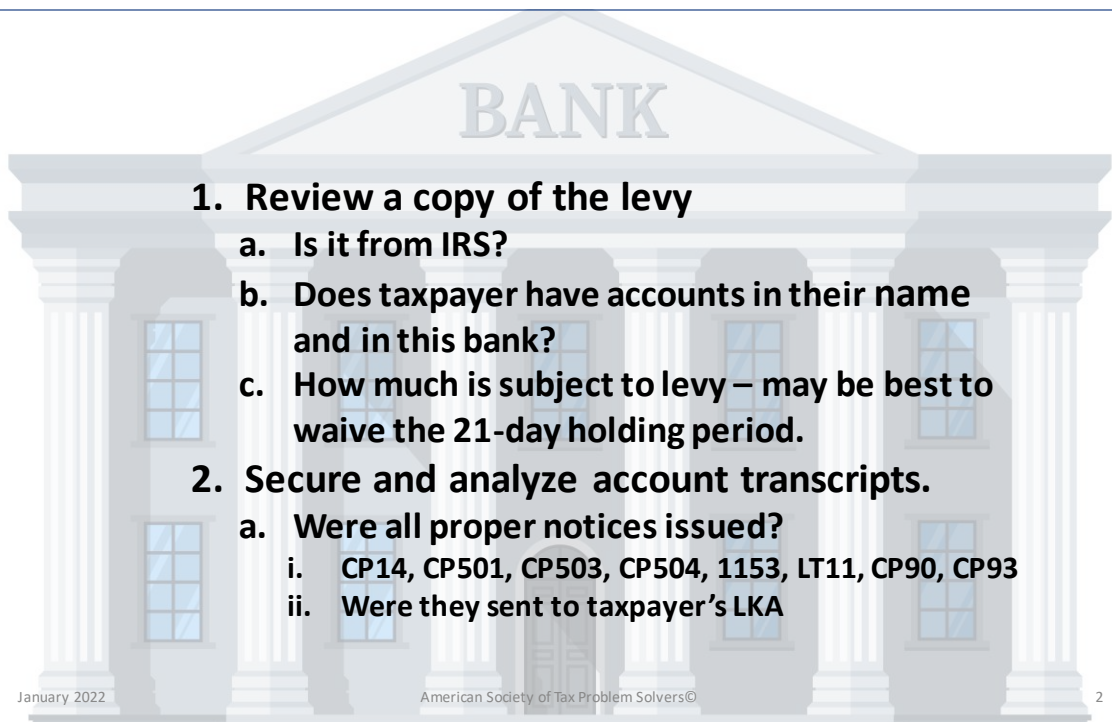 BANK
1. Review a copy of the levy
a. Is it from IRS?
b. Does taxpayer have accounts in their name
and in this bank?
c. How much is subject to levy – may be best to
waive the 21-day holding period.
2. Secure and analyze account transcripts.
a. Were all proper notices issued?
i. CP14, CP501, CP503, CP504, 1153, LT11, CP90, CP93
ii. Were they sent to taxpayer’s LKA
January 2022 American Society of Tax Problem Solvers© 2